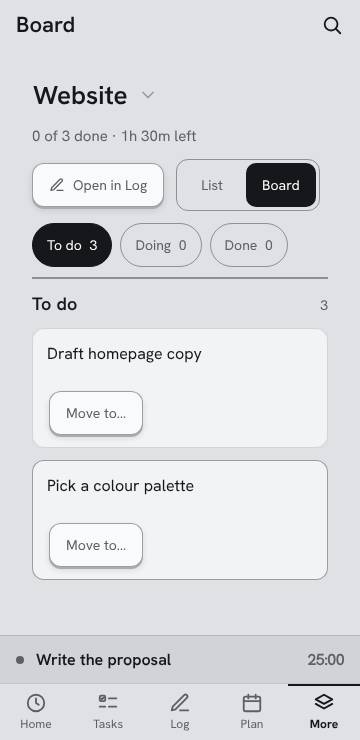 Board
Website
0 of 3 done · 1h 30m left
Open in Log
List
Board
To do 3
Doing 0
Done 0
To do
3
Draft homepage copy
Move to...
Pick a colour palette
Move to...
Write the proposal
25:00
Home
Tasks
Log
Plan
More